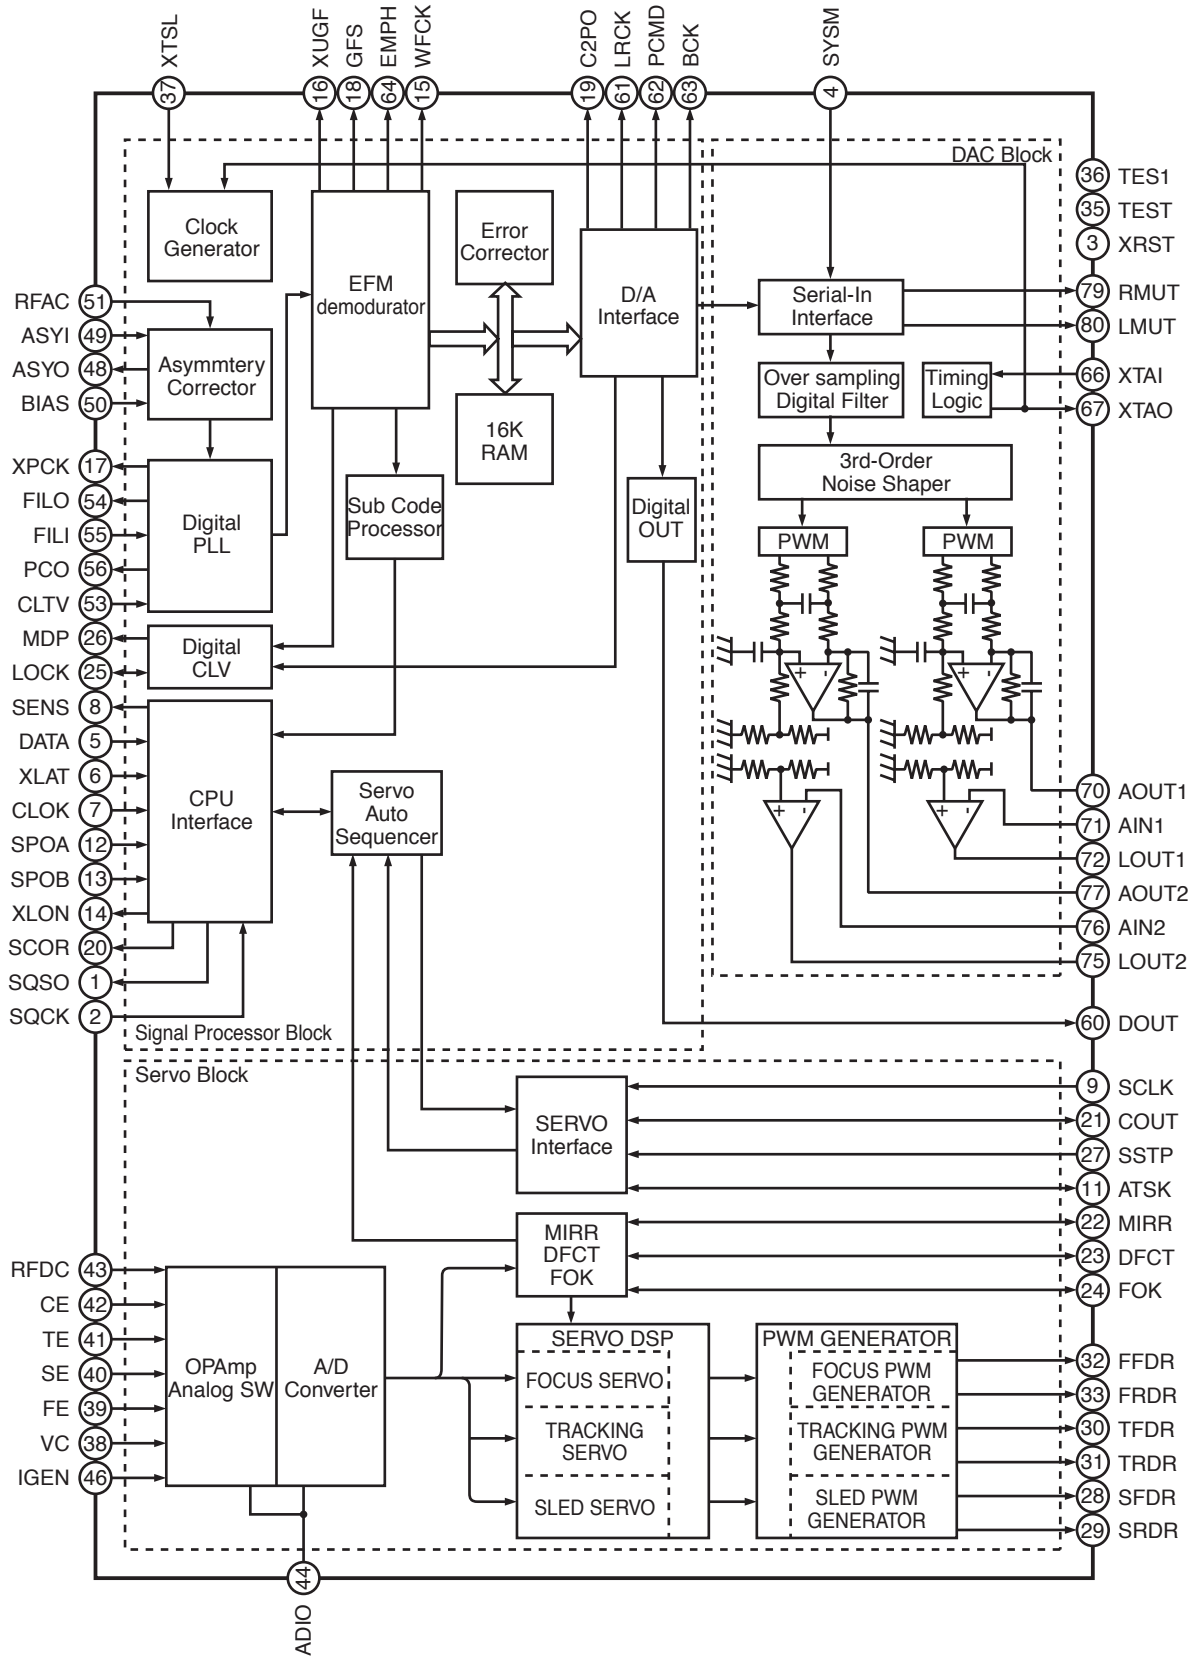 XTSL
XUGF
GFS
EMPH
WFCK
C2PO
LRCK
PCMD
BCK
SYSM
37
16
18
64
15
19
61
62
63
4
DAC Block
Clock
Generator
EFM
demodurator
Error
Corrector
D/A
Interface
Serial-In
Interface
36 TES1
35 TEST
3 XRST
79 RMUT
80 LMUT
66 XTAI
67 XTAO
RFAC 51
ASYI 49
ASYO 48
BIAS 50
Asymmtery
Corrector
16K
RAM
Over sampling
Digital Filter
Timing
Logic
3rd-Order
Noise Shaper
XPCK 17
FILO 54
FILI 55
PCO 56
CLTV 53
Digital
PLL
Sub Code
Processor
Digital
OUT
PWM
PWM
MDP 26
LOCK 25
Digital
CLV
+ -
+ -
SENS 8
DATA 5
XLAT 6
CLOK 7
SPOA 12
SPOB 13
XLON 14
SCOR 20
SQSO 1
SQCK 2
CPU
Interface
Servo
Auto
Sequencer
+ -
+ -
70 AOUT1
71 AIN1
72 LOUT1
77 AOUT2
76 AIN2
75 LOUT2
60 DOUT
Signal Processor Block
Servo Block
SERVO
Interface
9 SCLK
21 COUT
27 SSTP
11 ATSK
MIRR
DFCT
FOK
22 MIRR
23 DFCT
24 FOK
RFDC 43
CE 42
TE 41
SE 40
FE 39
VC 38
IGEN 46
OPAmp
Analog SW
A/D
Converter
SERVO DSP
FOCUS SERVO
TRACKING
SERVO
SLED SERVO
PWM GENERATOR
FOCUS PWM
GENERATOR
TRACKING PWM
GENERATOR
SLED PWM
GENERATOR
32 FFDR
33 FRDR
30 TFDR
31 TRDR
28 SFDR
29 SRDR
44
ADIO